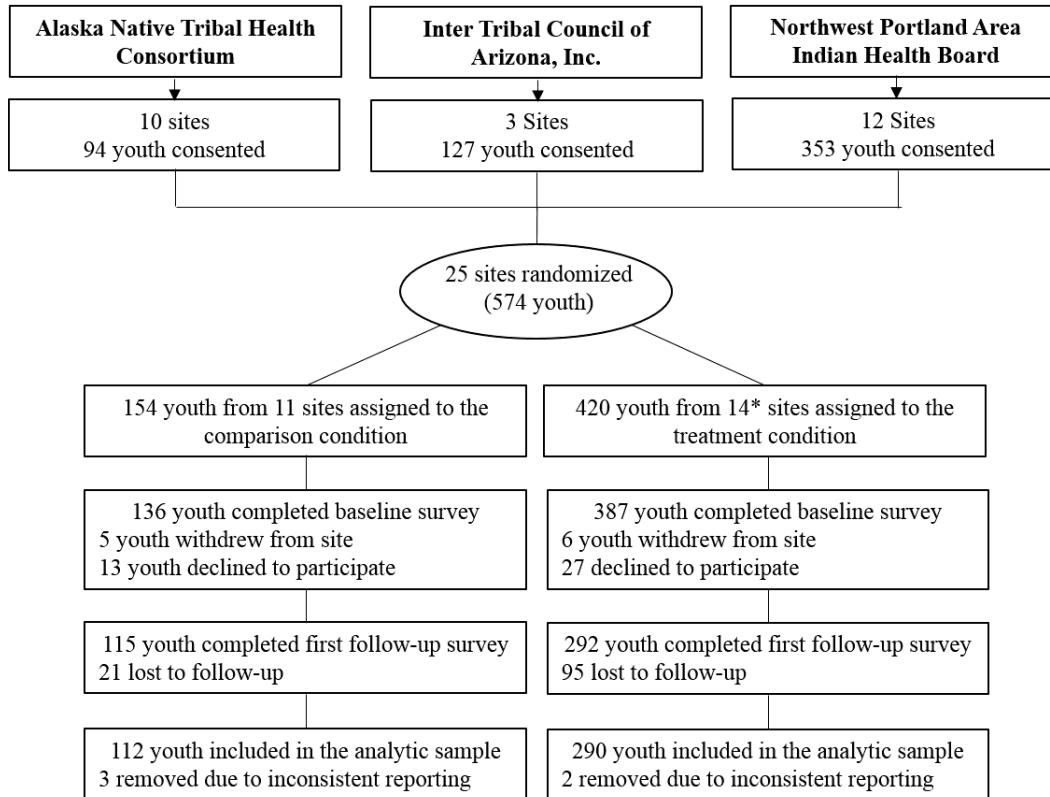 Alaska Native Tribal Health
Consortium
Inter Tribal Council of
Arizona, Inc.
Northwest Portland Area
Indian Health Board
10 sites
94 youth consented
3 Sites
127 youth consented
12 Sites
353 youth consented
25 sites randomized
(574 youth)
154 youth from 11 sites assigned to the
comparison condition
420 youth from 14* sites assigned to the
treatment condition
136 youth completed baseline survey
5 youth withdrew from site
13 youth declined to participate
387 youth completed baseline survey
6 youth withdrew from site
27 declined to participate
115 youth completed first follow-up survey
21 lost to follow-up
292 youth completed first follow-up survey
95 lost to follow-up
112 youth included in the analytic sample
3 removed due to inconsistent reporting
290 youth included in the analytic sample
2 removed due to inconsistent reporting